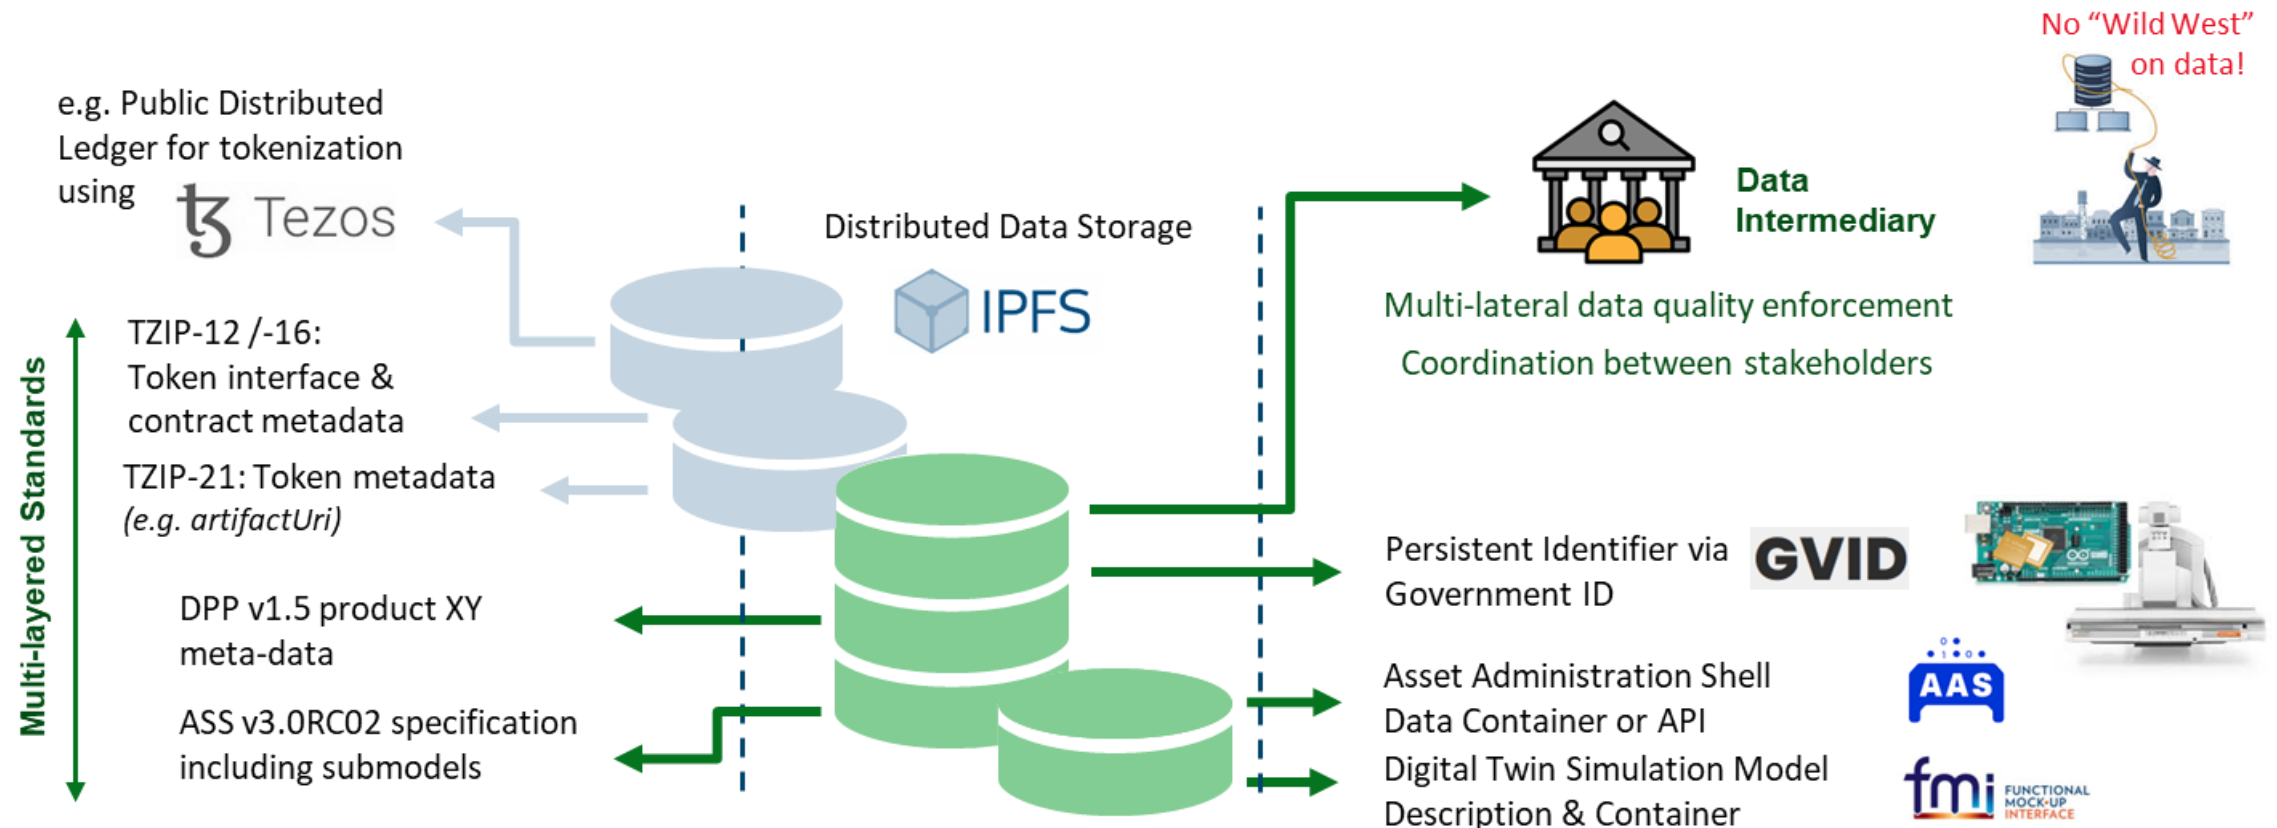 No “Wild West”
on data!
e.g. Public Distributed
Ledger for tokenization
using
Tezos
Distributed Data Storage
IPFS
Data
Intermediary
Multi-lateral data quality enforcement
Coordination between stakeholders
Multi-layered Standards
TZIP-12 /-16:
Token interface &
contract metadata
TZIP-21: Token metadata
(e.g. artifactUri)
DPP v1.5 product XY
meta-data
ASS v3.0RC02 specification
including submodels
Persistent Identifier via
Government ID
GVID
Asset Administration Shell
Data Container or API
AAS
Digital Twin Simulation Model
Description & Container
fmi FUNCTIONAL
MOCK-UP
INTERFACE